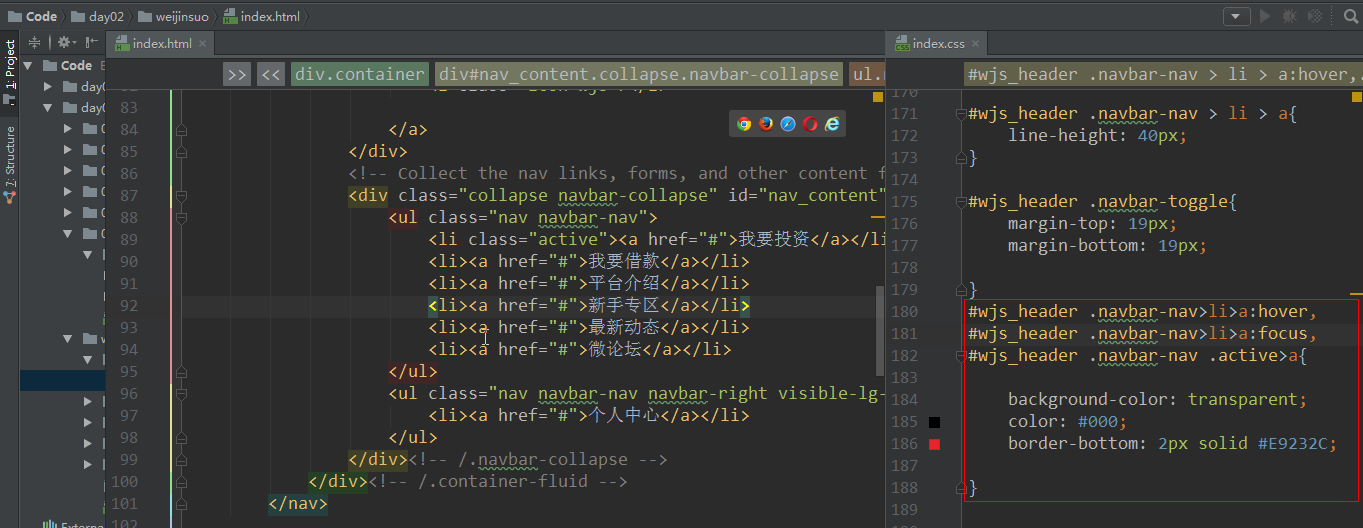 Code day02 weijinsuo index.html
1: Project
7: Structure
Code
index.html
index.css
>> << div.container div#nav_content.collapse.navbar-collapse
#wjs_header .navbar-nav > li > a:hover,
83
84 </a>
85 </div>
86 <!-- Collect the nav links, forms, and other content
87 <div class="collapse navbar-collapse" id="nav_content"
88 <ul class="nav navbar-nav">
89 <li class="active"><a href="#">我要投资</a></li
90 <li><a href="#">我要借款</a></li>
91 <li><a href="#">平台介绍</a></li>
92 <li><a href="#">新手专区</a></li>
93 <li><a href="#">最新动态</a></li>
94 <li><a href="#">微论坛</a></li>
95 </ul>
96 <ul class="nav navbar-nav navbar-right visible-lg-
97 <li><a href="#">个人中心</a></li>
98 </ul>
99 </div><!-- /.navbar-collapse -->
100 </div><!-- /.container-fluid -->
101 </nav>
102
170
171 #wjs_header .navbar-nav > li > a{
172 line-height: 40px;
173 }
174
175 #wjs_header .navbar-toggle{
176 margin-top: 19px;
177 margin-bottom: 19px;
178
179 }
180 #wjs_header .navbar-nav>li>a:hover,
181 #wjs_header .navbar-nav>li>a:focus,
182 #wjs_header .navbar-nav .active>a{
183
184 background-color: transparent;
185 color: #000;
186 border-bottom: 2px solid #E9232C;
187
188 }
189